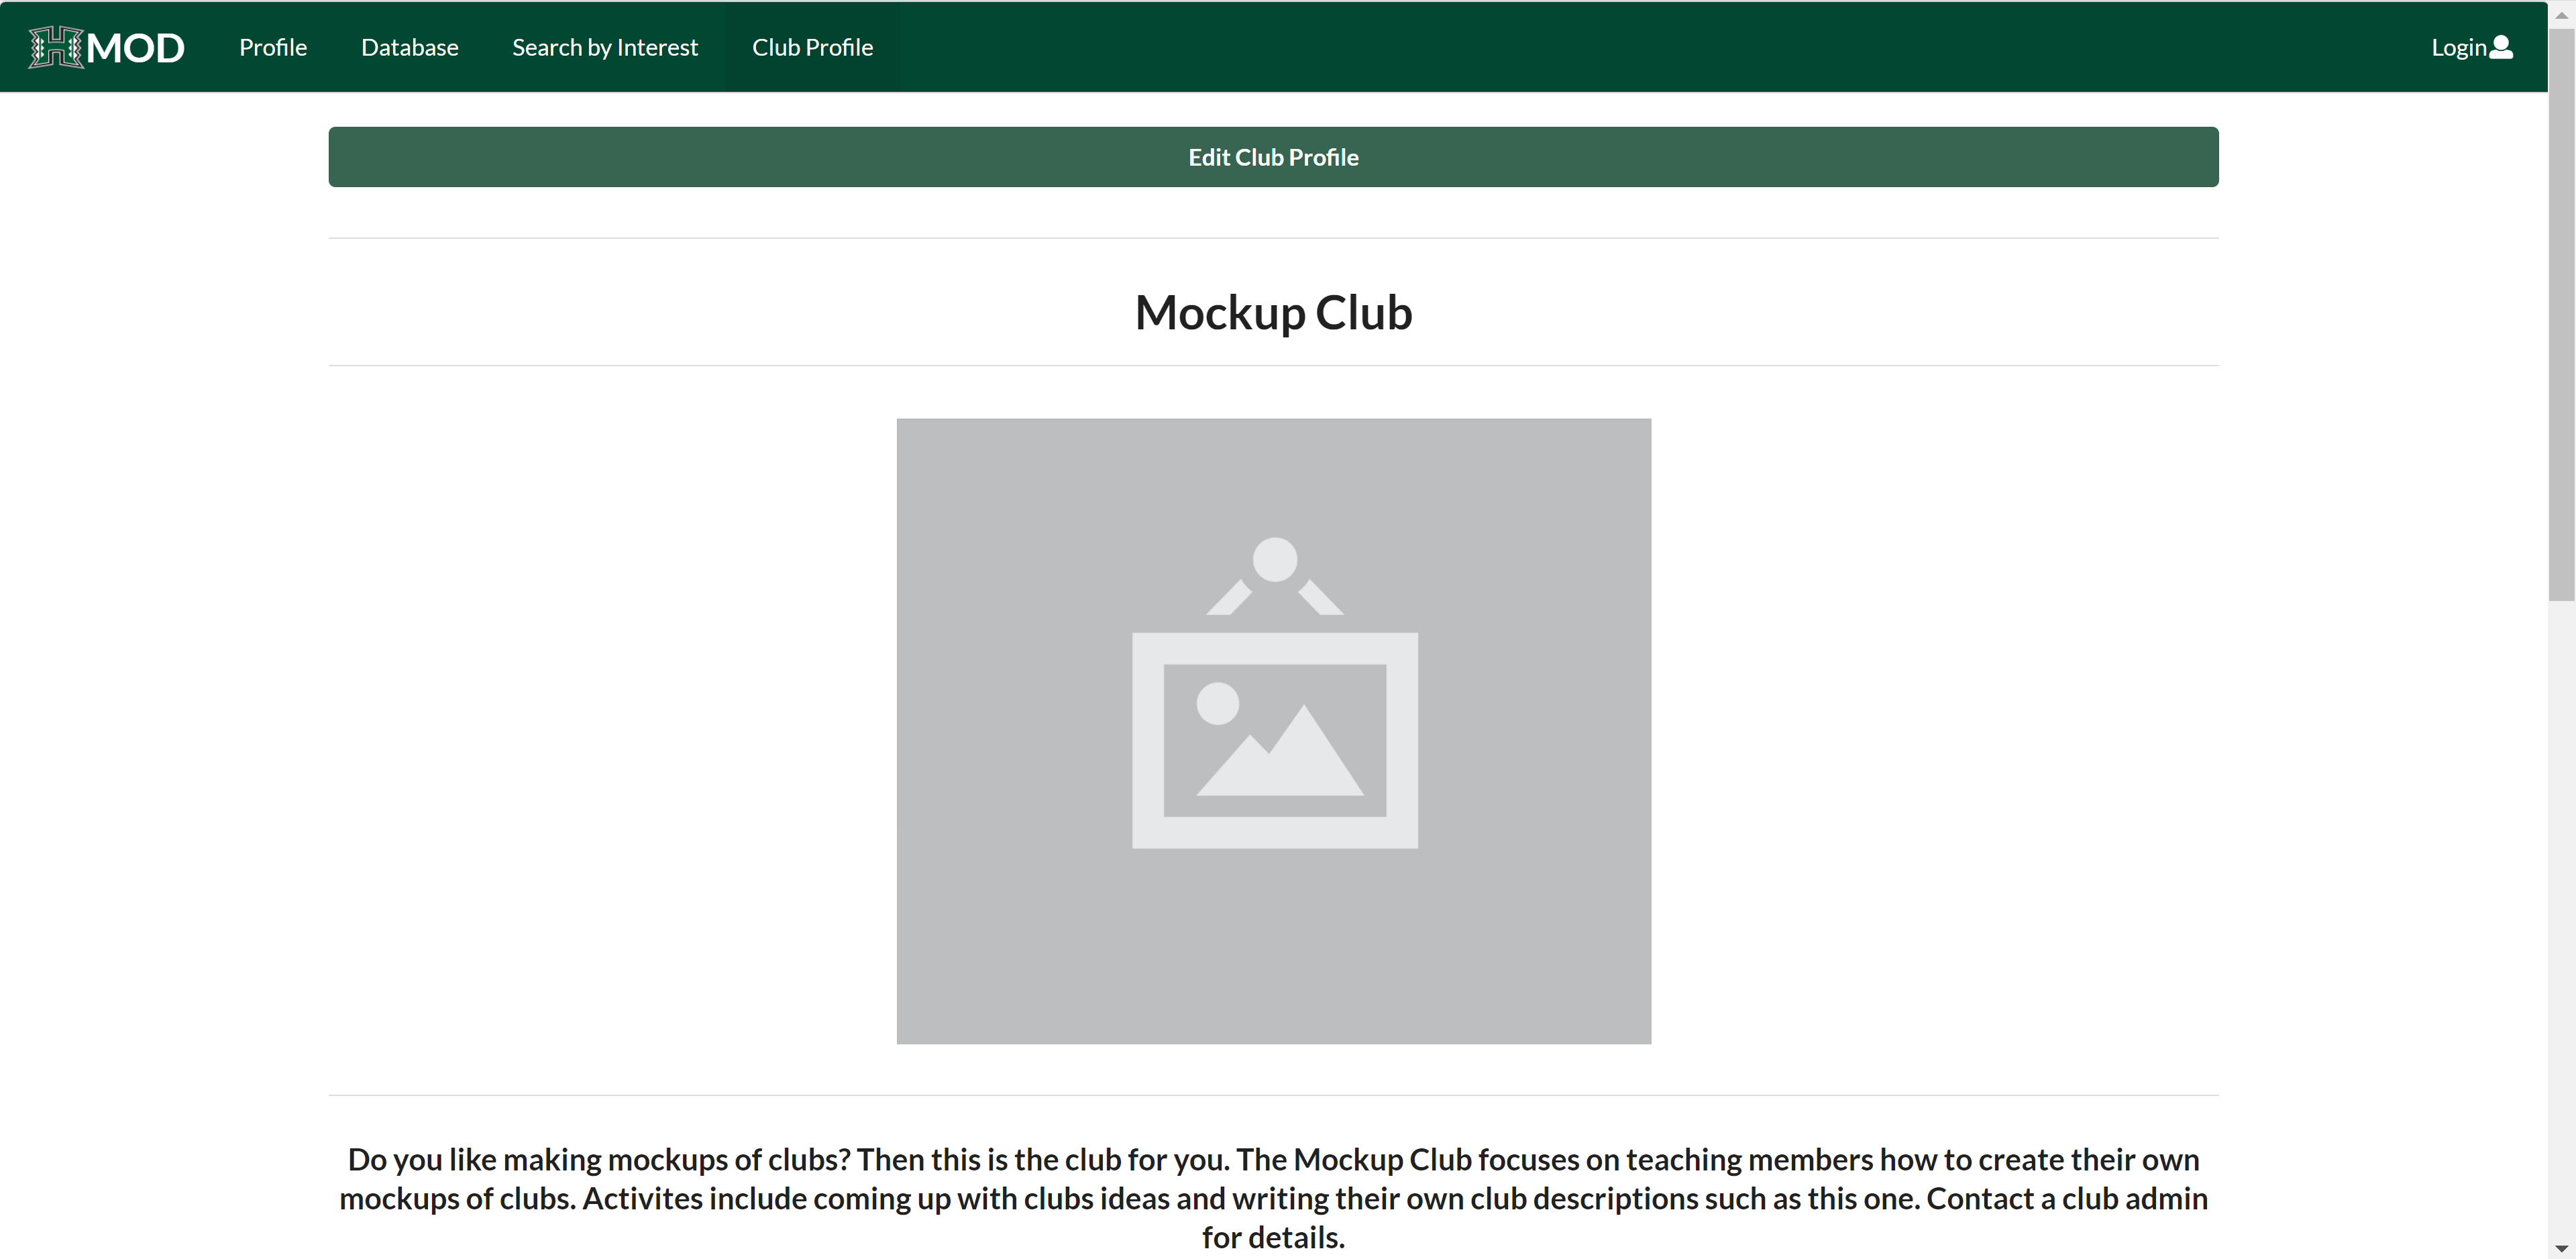 HMOD Profile Database Search by Interest Club Profile Login
Edit Club Profile
Mockup Club
Do you like making mockups of clubs? Then this is the club for you. The Mockup Club focuses on teaching members how to create their own
mockups of clubs. Activites include coming up with clubs ideas and writing their own club descriptions such as this one. Contact a club admin
for details.